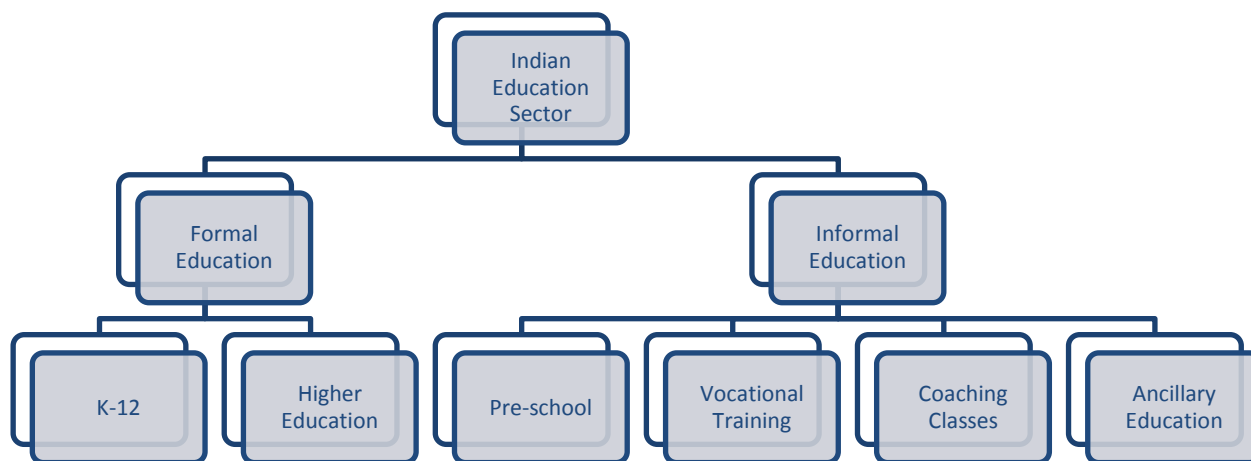 Indian
Education
Sector
Formal
Education
Informal
Education
K-12
Higher
Education
Pre-school
Vocational
Training
Coaching
Classes
Ancillary
Education